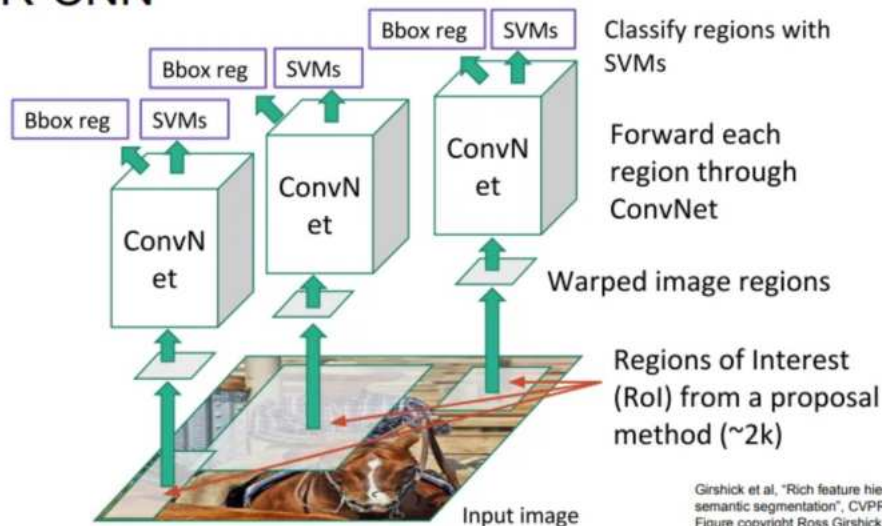 R-CNN
Bbox reg
SVMs
Classify regions with
SVMs
Bbox reg
SVMs
Forward each
region through
ConvNet
Bbox reg
SVMs
ConvN
et
ConvN
et
ConvN
et
Warped image regions
Regions of Interest
(RoI) from a proposal
method (~2k)
Input image
Girshick et al, "Rich feature hie
semantic segmentation", CVPR
Figure copyright Ross Girshick